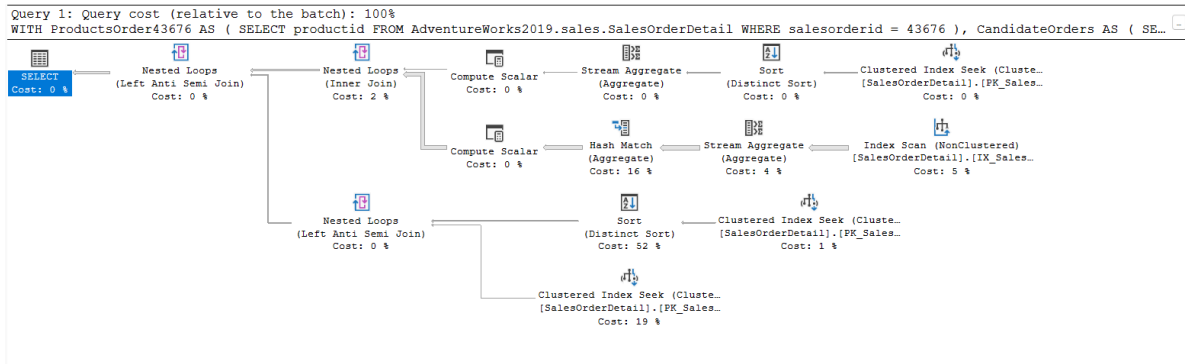 Query 1: Query cost (relative to the batch): 100%
WITH ProductsOrder43676 AS ( SELECT productid FROM AdventureWorks2019.sales.SalesOrderDetail WHERE salesorderid = 43676 ), CandidateOrders AS ( SE…
SELECT
Cost: 0 %
Nested Loops
(Left Anti Semi Join)
Cost: 0 %
Nested Loops
(Inner Join)
Cost: 2 %
Compute Scalar
Cost: 0 %
Stream Aggregate
(Aggregate)
Cost: 0 %
Sort
(Distinct Sort)
Cost: 0 %
Clustered Index Seek (Cluste…
[SalesOrderDetail].[PK_Sales…
Cost: 0 %
Compute Scalar
Cost: 0 %
Hash Match
(Aggregate)
Cost: 16 %
Stream Aggregate
(Aggregate)
Cost: 4 %
Index Scan (NonClustered)
[SalesOrderDetail].[IX_Sales…
Cost: 5 %
Nested Loops
(Left Anti Semi Join)
Cost: 0 %
Sort
(Distinct Sort)
Cost: 52 %
Clustered Index Seek (Cluste…
[SalesOrderDetail].[PK_Sales…
Cost: 1 %
Clustered Index Seek (Cluste…
[SalesOrderDetail].[PK_Sales…
Cost: 19 %